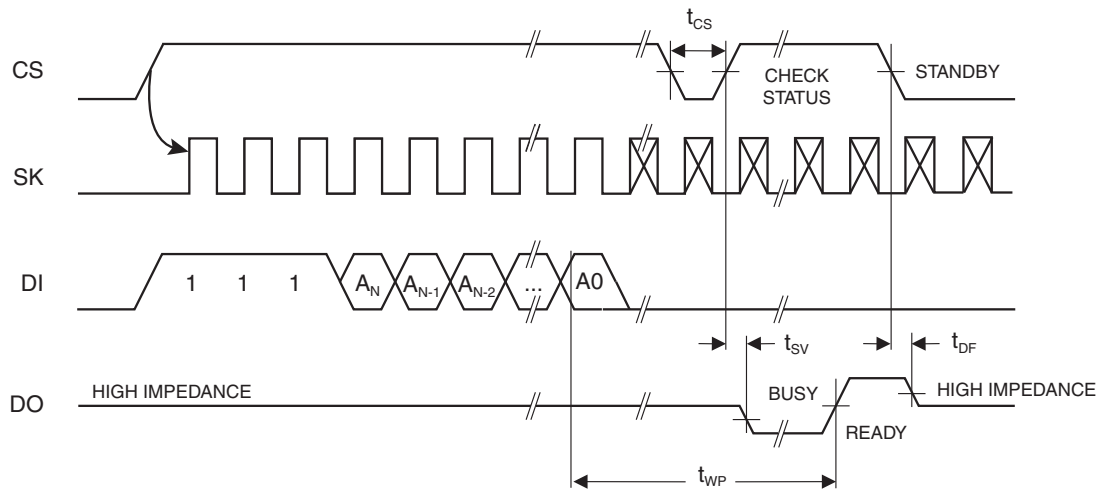 t_CS
CS
CHECK
STATUS
STANDBY
SK
DI
1 1 1 A_N A_N-1 A_N-2 ... A0
t_SV
t_DF
DO
HIGH IMPEDANCE
BUSY
READY
HIGH IMPEDANCE
t_WP